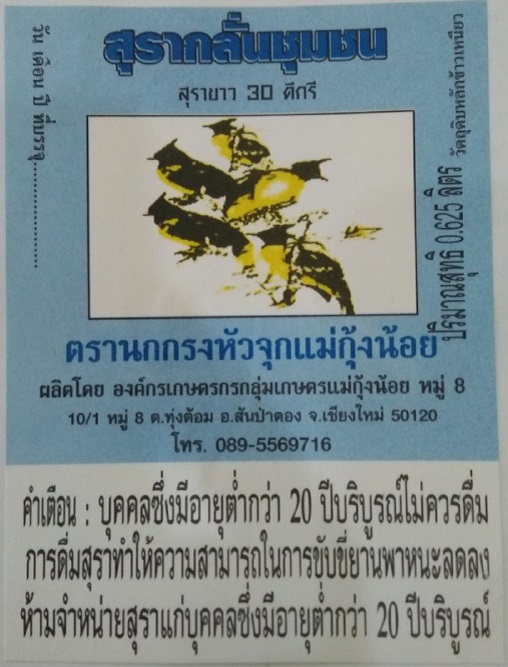 สุรากลั่นชุมชน
สุราขาว 30 ดีกรี
วัน เดือน ปี ที่บรรจุ....................
ปริมาณสุทธิ 0.625 ลิตร
วัตถุดิบหลักข้าวเหนียว
ตรานกกรงหัวจุกแม่กุ้งน้อย
ผลิตโดย องค์กรเกษตรกรกลุ่มเกษตรแม่กุ้งน้อย หมู่ 8
10/1 หมู่ 8 ต.ทุ่งต้อม อ.สันป่าตอง จ.เชียงใหม่ 50120
โทร. 089-5569716
คำเตือน : บุคคลซึ่งมีอายุต่ำกว่า 20 ปีบริบูรณ์ไม่ควรดื่ม
การดื่มสุราทำให้ความสามารถในการขับขี่ยานพาหนะลดลง
ห้ามจำหน่ายสุราแก่บุคคลซึ่งมีอายุต่ำกว่า 20 ปีบริบูรณ์